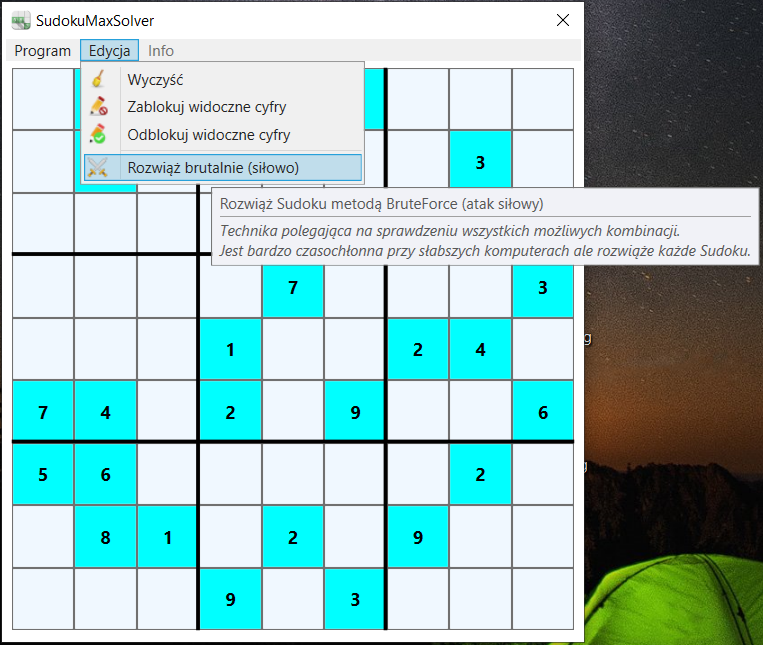 SudokuMaxSolver
Program Edycja Info
Wyczyść
Zablokuj widoczne cyfry
Odblokuj widoczne cyfry
Rozwiąż brutalnie (siłowo)
3
Rozwiąż Sudoku metodą BruteForce (atak siłowy)
Technika polegająca na sprawdzeniu wszystkich możliwych kombinacji.
Jest bardzo czasochłonna przy słabszych komputerach ale rozwiąże każde Sudoku.
7 3
1 2 4
g
7 4 2 9 6
5 6 2
8 1 2 9
9 3